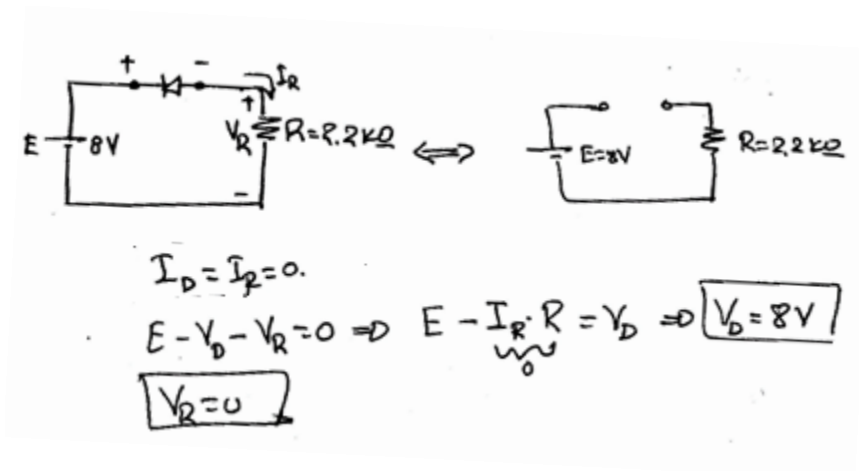 + - I_R
E 8V + V_R R=2.2KΩ ⟺ E=8V R=2.2KΩ
-
I_D = I_R = 0.
E - V_D - V_R = 0 ⇒ E - I_R · R = V_D ⇒ V_D = 8V
0
V_R = 0